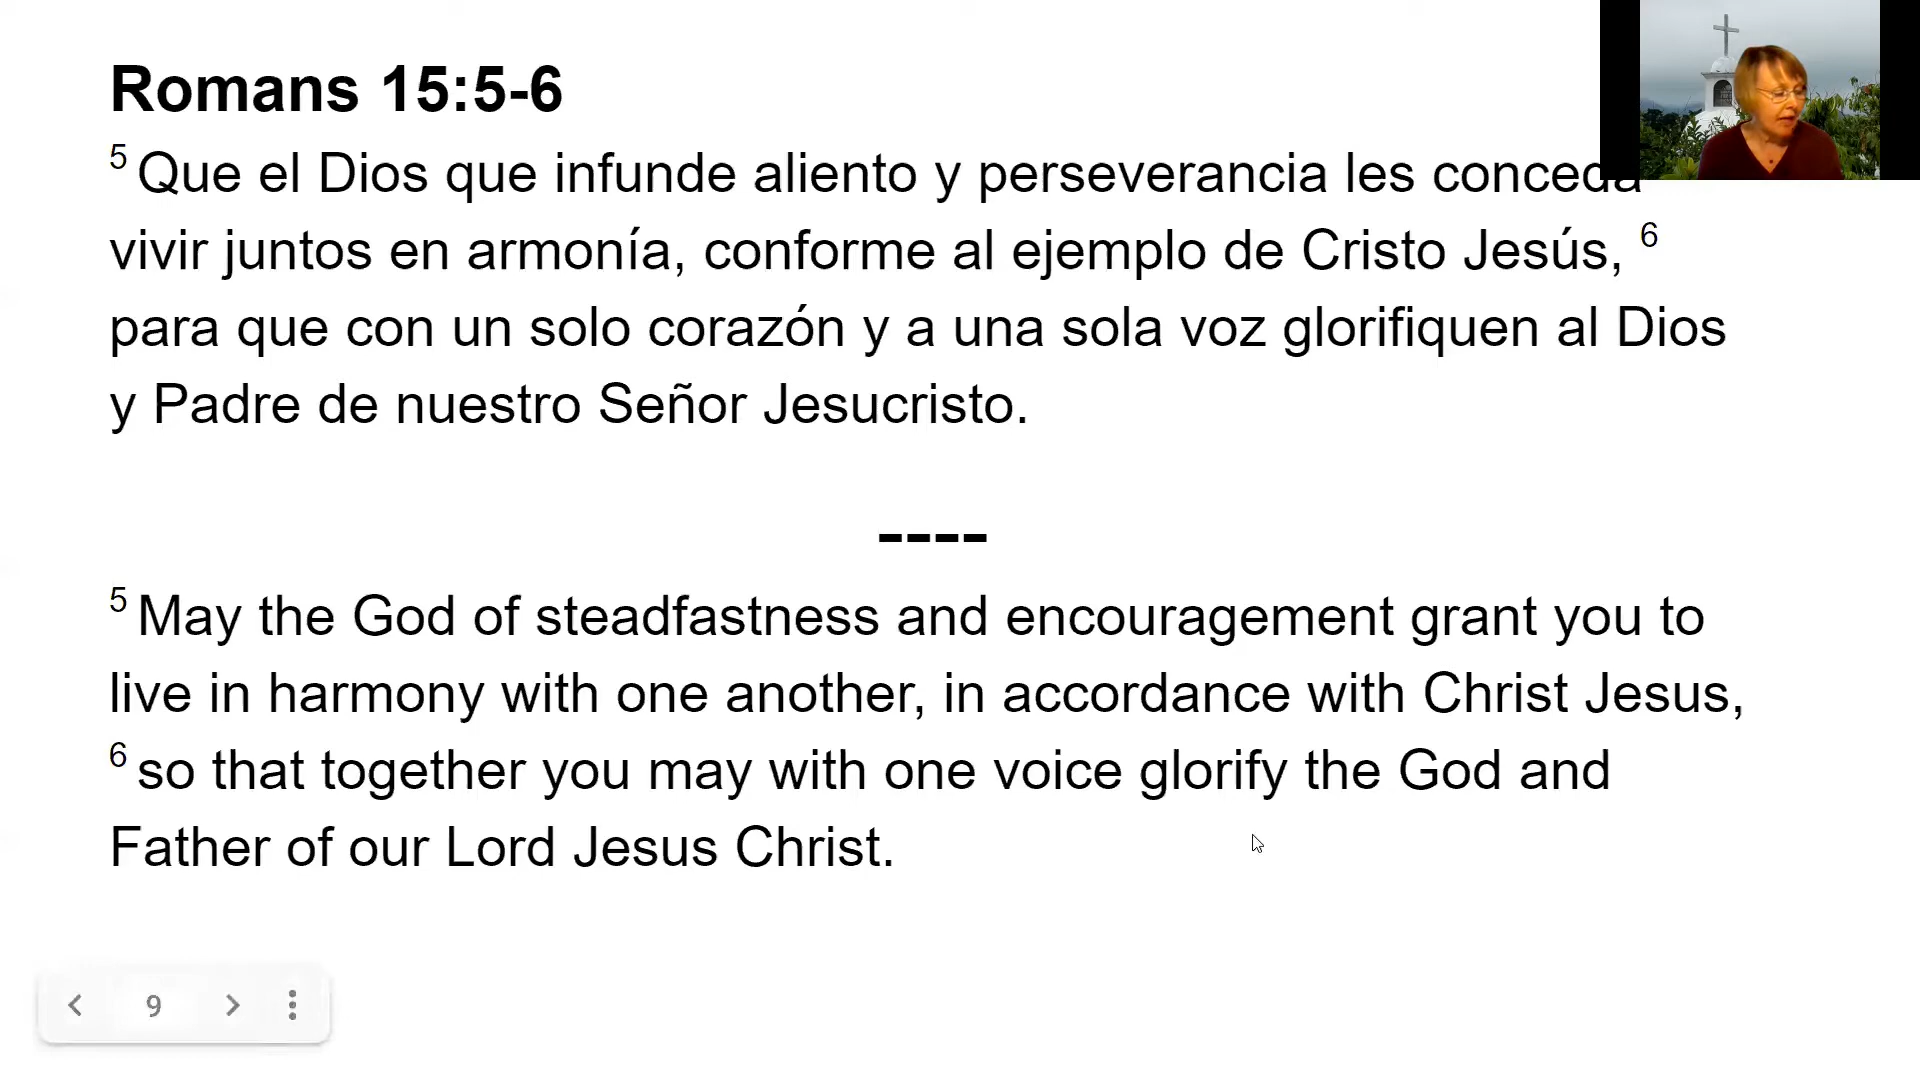 Romans 15:5-6
5 Que el Dios que infunde aliento y perseverancia les conceda
vivir juntos en armonía, conforme al ejemplo de Cristo Jesús, 6
para que con un solo corazón y a una sola voz glorifiquen al Dios
y Padre de nuestro Señor Jesucristo.
----
5 May the God of steadfastness and encouragement grant you to
live in harmony with one another, in accordance with Christ Jesus,
6 so that together you may with one voice glorify the God and
Father of our Lord Jesus Christ.
9